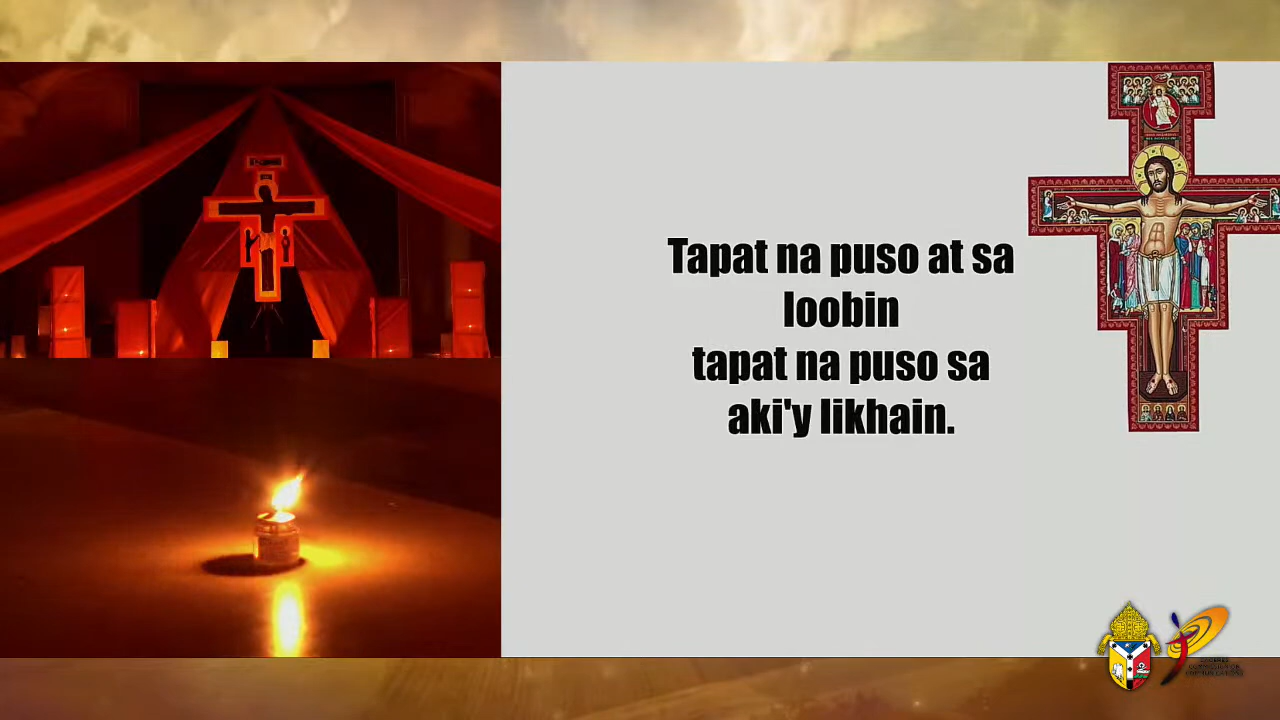 Tapat na puso at sa
loobin
tapat na puso sa
aki'y likhain.